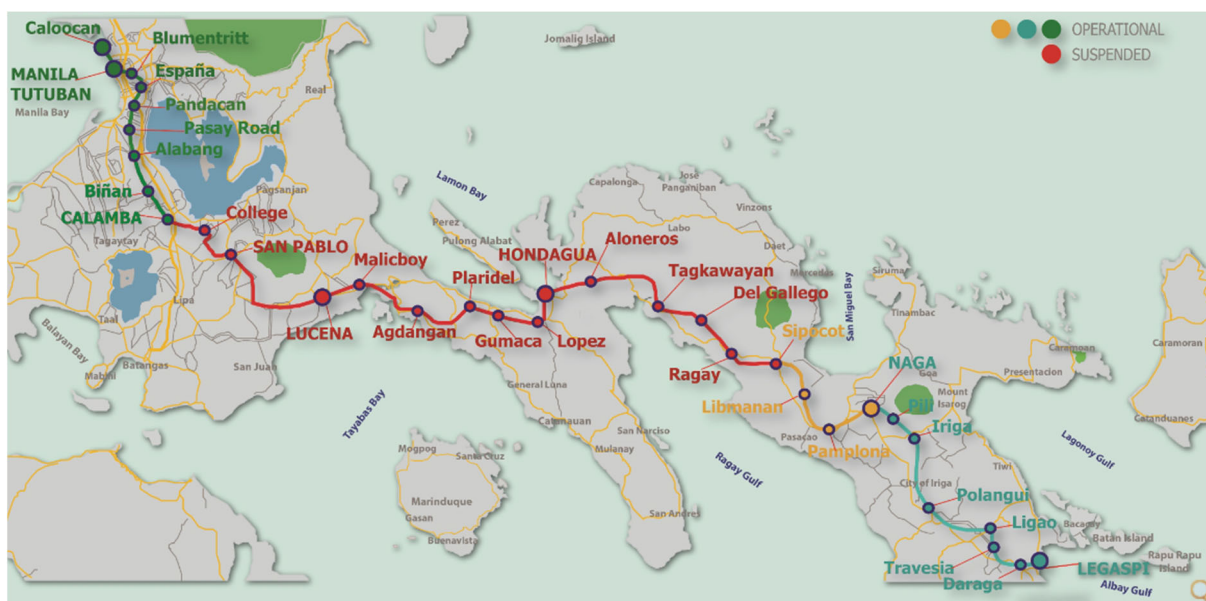 Caloocan
Blumentritt
OPERATIONAL
SUSPENDED
Jomalig Island
MANILA
TUTUBAN
España
Real
Manila Bay
Pandacan
Pasay Road
Alabang
Lamon Bay
Capalonga
José
Panganiban
Biñan
Pagsanjan
Vinzons
CALAMBA
College
Perez
Labo
Tagaytay
SAN PABLO
Pulong Alabat
HONDAGUA
Aloneros
Daet
Malicboy
Plaridel
Tagkawayan
Mercedes
Siruma
Lipa
Del Gallego
San Miguel Bay
Taal
LUCENA
Agdangan
Gumaca
Lopez
Sipocot
Tinambac
Balayan Bay
Caramoan
Caramoran
Mabini
Batangas
San Juan
Ragay
NAGA
Goa
Presentacion
General Luna
Libmanan
Pili
Mount
Isarog
Tayabas Bay
Catanauan
Iriga
Catanduanes
San Narciso
Pasacao
Pamplona
Lagonoy Gulf
Mogpog
Santa Cruz
Mulanay
Ragay Gulf
Tiwi
City of Iriga
Marinduque
Polangui
Gasan
San Andres
Ligao
Bacacay
Buenavista
Batan Island
Travesia
LEGASPI
Rapu Rapu
Island
Daraga
Albay Gulf